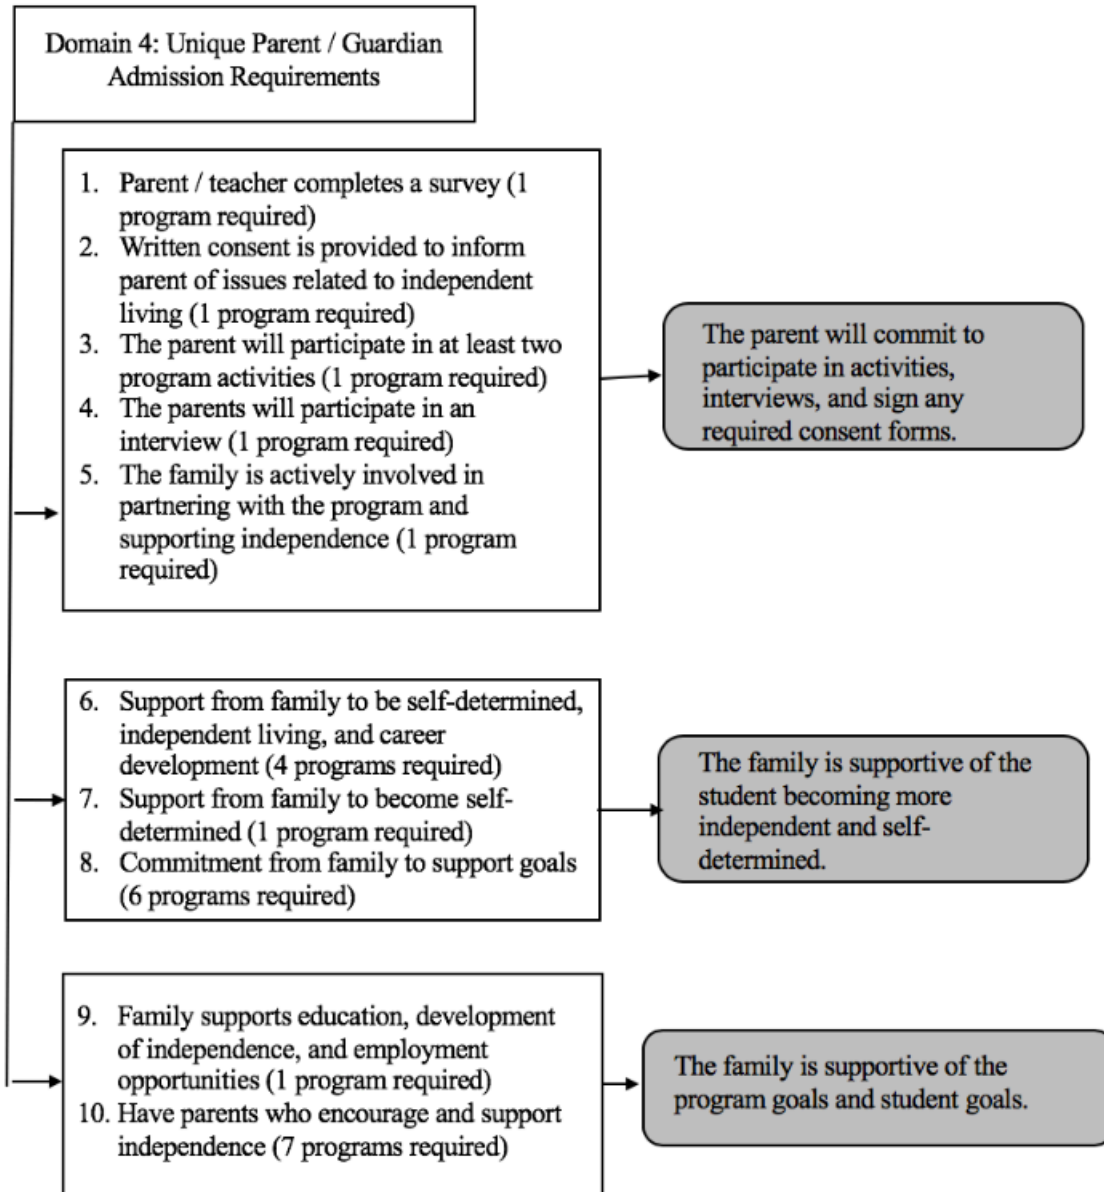 Domain 4: Unique Parent / Guardian
Admission Requirements
1. Parent / teacher completes a survey (1
program required)
2. Written consent is provided to inform
parent of issues related to independent
living (1 program required)
3. The parent will participate in at least two
program activities (1 program required)
4. The parents will participate in an
interview (1 program required)
5. The family is actively involved in
partnering with the program and
supporting independence (1 program
required)
The parent will commit to
participate in activities,
interviews, and sign any
required consent forms.
6. Support from family to be self-determined,
independent living, and career
development (4 programs required)
7. Support from family to become self-
determined (1 program required)
8. Commitment from family to support goals
(6 programs required)
The family is supportive of the
student becoming more
independent and self-
determined.
9. Family supports education, development
of independence, and employment
opportunities (1 program required)
10. Have parents who encourage and support
independence (7 programs required)
The family is supportive of the
program goals and student goals.